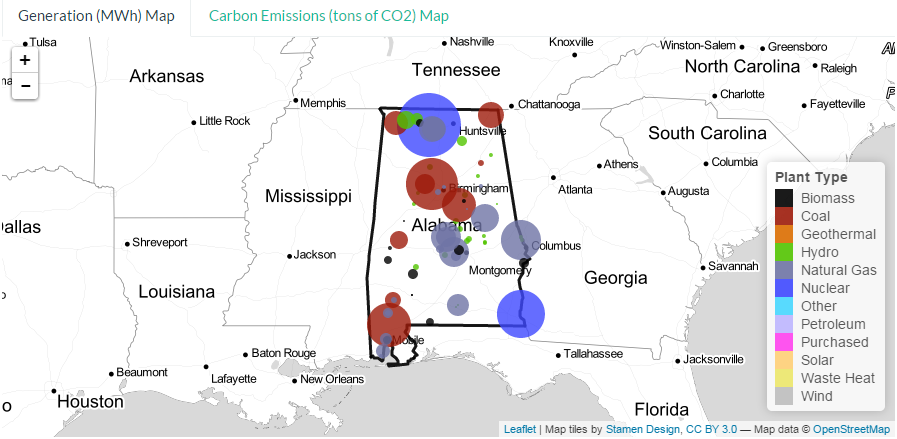 Generation (MWh) Map
Carbon Emissions (tons of CO2) Map
Tulsa
Nashville
Knoxville
Winston-Salem
Greensboro
+
−
Arkansas
Tennessee
North Carolina
Raleigh
Charlotte
Memphis
Chattanooga
Fayetteville
Little Rock
Huntsville
South Carolina
Athens
Columbia
Atlanta
Augusta
Birmingham
Mississippi
Alabama
Shreveport
Columbus
Jackson
Montgomery
Georgia
Savannah
Louisiana
Mobile
Baton Rouge
Tallahassee
Jacksonville
Beaumont
Lafayette
New Orleans
Houston
Florida
Plant Type
Biomass
Coal
Geothermal
Hydro
Natural Gas
Nuclear
Other
Petroleum
Purchased
Solar
Waste Heat
Wind
Leaflet | Map tiles by Stamen Design, CC BY 3.0 — Map data © OpenStreetMap